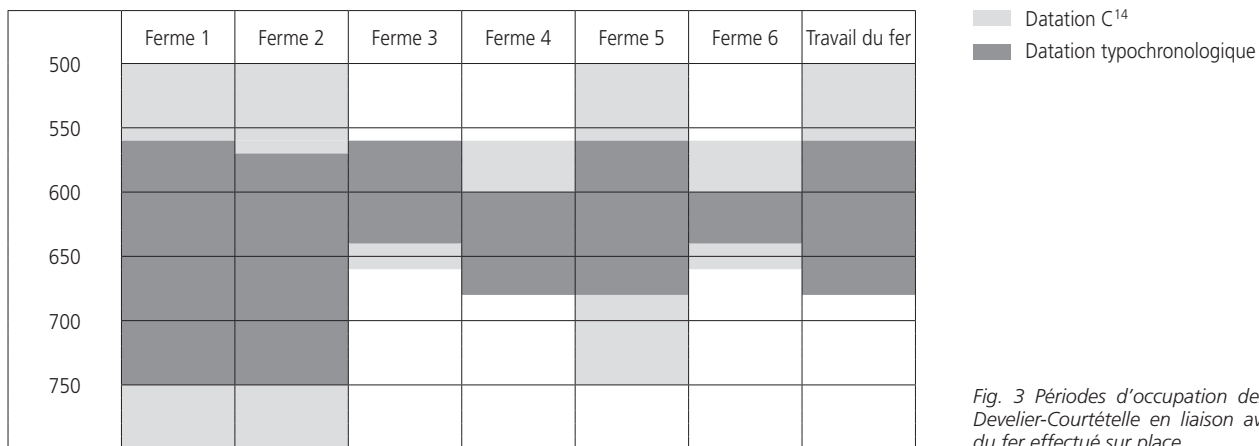 Ferme 1 Ferme 2 Ferme 3 Ferme 4 Ferme 5 Ferme 6 Travail du fer
500
550
600
650
700
750
Datation C¹⁴
Datation typochronologique
Fig. 3 Périodes d’occupation de
Develier-Courtételle en liaison av
du fer effectué sur place